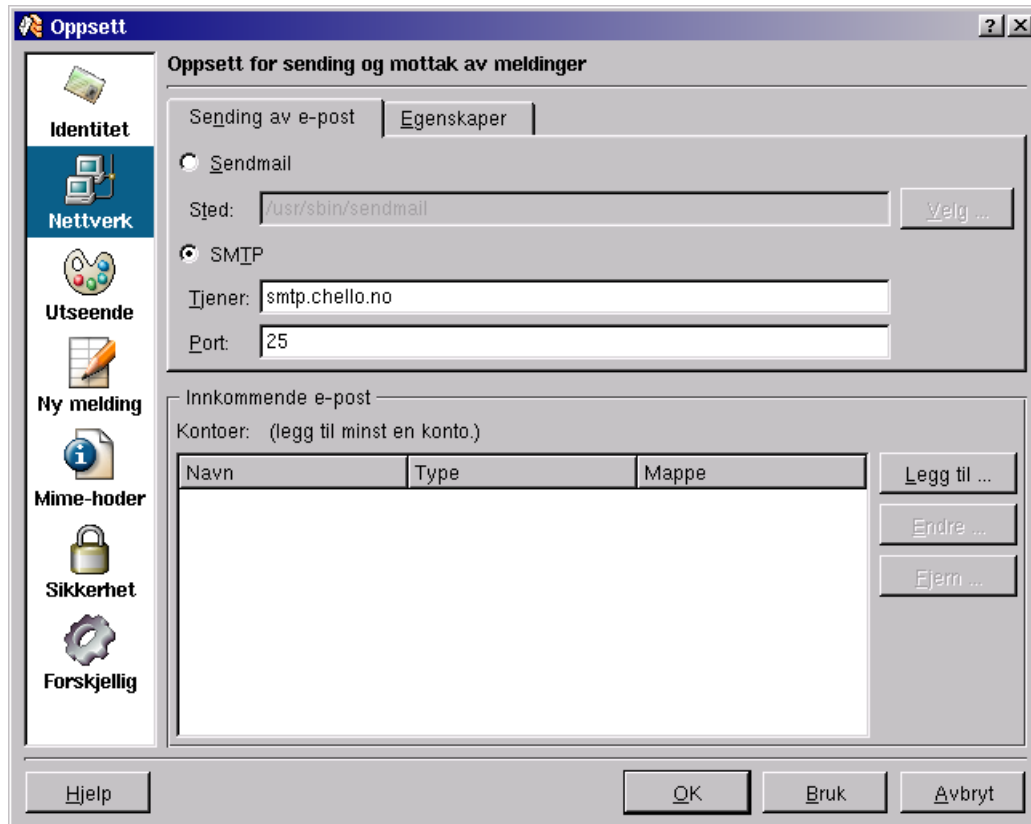 Oppsett
Identitet
Nettverk
Utseende
Ny melding
Mime-hoder
Sikkerhet
Forskjellig
Oppsett for sending og mottak av meldinger
Sending av e-post Egenskaper
Sendmail
Sted: /usr/sbin/sendmail Velg ...
SMTP
Tjener: smtp.chello.no
Port: 25
Innkommende e-post
Kontoer: (legg til minst en konto.)
Navn Type Mappe
Legg til ...
Endre ...
Fjern ...
Hjelp OK Bruk Avbryt